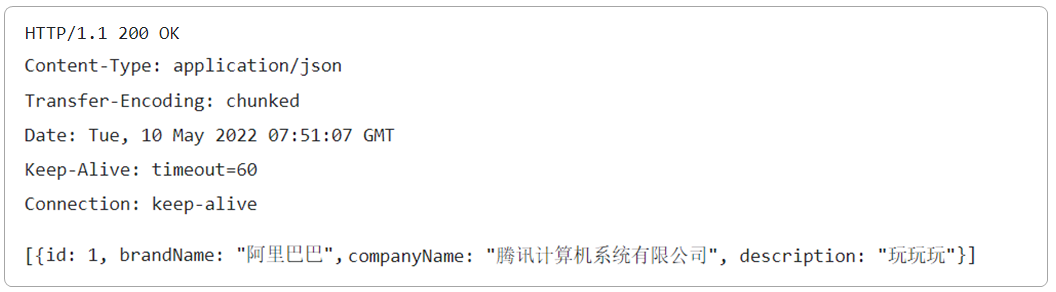 HTTP/1.1 200 OK
Content-Type: application/json
Transfer-Encoding: chunked
Date: Tue, 10 May 2022 07:51:07 GMT
Keep-Alive: timeout=60
Connection: keep-alive
[{id: 1, brandName: "阿里巴巴",companyName: "腾讯计算机系统有限公司", description: "玩玩玩"}]